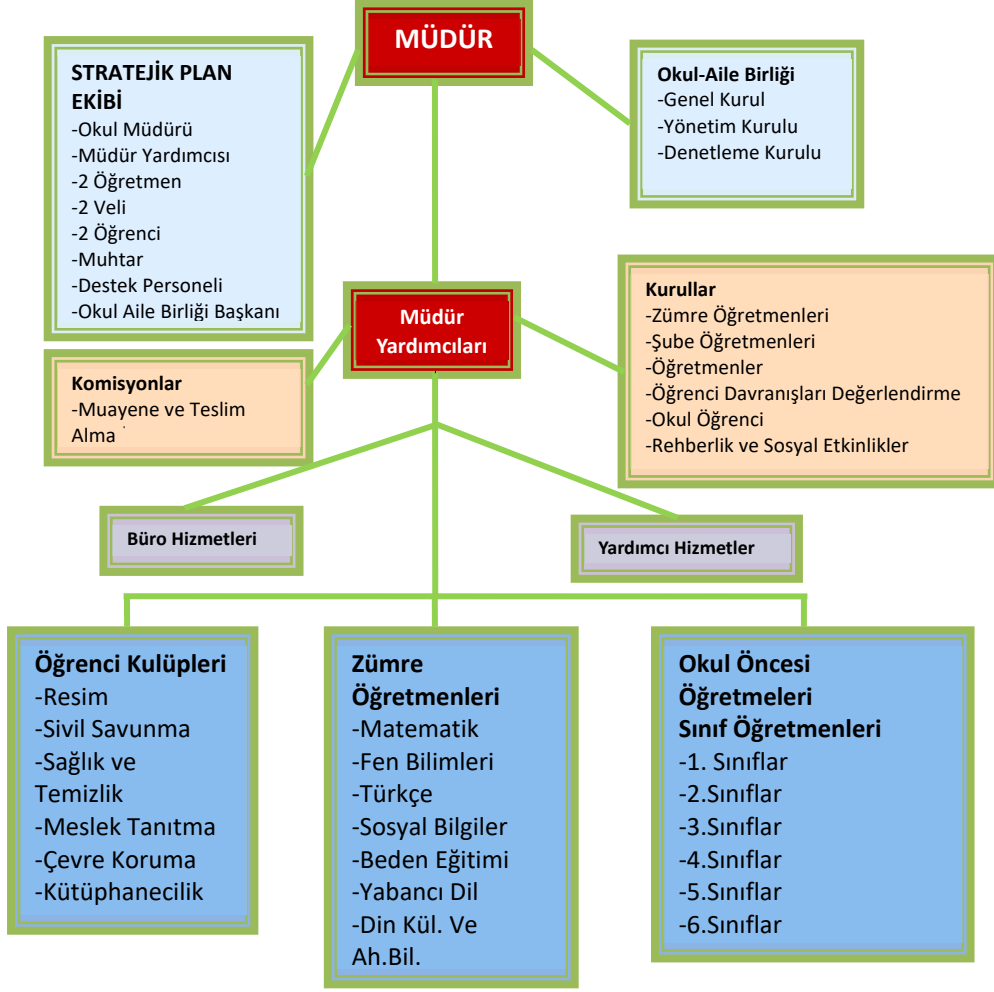 MÜDÜR
STRATEJİK PLAN
EKİBİ
-Okul Müdürü
-Müdür Yardımcısı
-2 Öğretmen
-2 Veli
-2 Öğrenci
-Muhtar
-Destek Personeli
-Okul Aile Birliği Başkanı
Okul-Aile Birliği
-Genel Kurul
-Yönetim Kurulu
-Denetleme Kurulu
Müdür
Yardımcıları
Kurullar
-Zümre Öğretmenleri
-Şube Öğretmenleri
-Öğretmenler
-Öğrenci Davranışları Değerlendirme
-Okul Öğrenci
-Rehberlik ve Sosyal Etkinlikler
Komisyonlar
-Muayene ve Teslim
Alma
Büro Hizmetleri
Yardımcı Hizmetler
Öğrenci Kulüpleri
-Resim
-Sivil Savunma
-Sağlık ve
Temizlik
-Meslek Tanıtma
-Çevre Koruma
-Kütüphanecilik
Zümre
Öğretmenleri
-Matematik
-Fen Bilimleri
-Türkçe
-Sosyal Bilgiler
-Beden Eğitimi
-Yabancı Dil
-Din Kül. Ve
Ah.Bil.
Okul Öncesi
Öğretmeleri
Sınıf Öğretmenleri
-1. Sınıflar
-2.Sınıflar
-3.Sınıflar
-4.Sınıflar
-5.Sınıflar
-6.Sınıflar